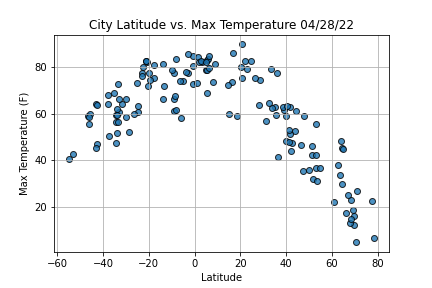 City Latitude vs. Max Temperature 04/28/22
Max Temperature (F)
80
60
40
20
−60 −40 −20 0 20 40 60 80
Latitude